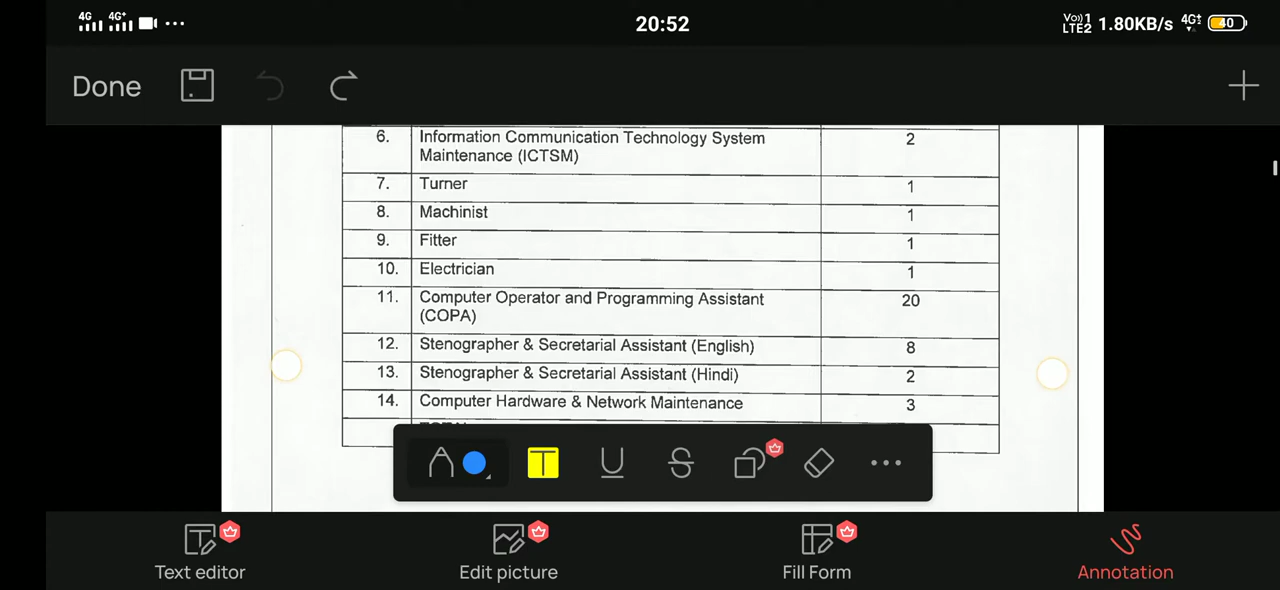 4G 4G+ ... 20:52 Vo)) 1 LTE2 1.80KB/s 4G 40
Done
6. Information Communication Technology System 2
Maintenance (ICTSM)
7. Turner 1
8. Machinist 1
9. Fitter 1
10. Electrician 1
11. Computer Operator and Programming Assistant 20
(COPA)
12. Stenographer & Secretarial Assistant (English) 8
13. Stenographer & Secretarial Assistant (Hindi) 2
14. Computer Hardware & Network Maintenance 3
T U S ...
Text editor Edit picture Fill Form Annotation